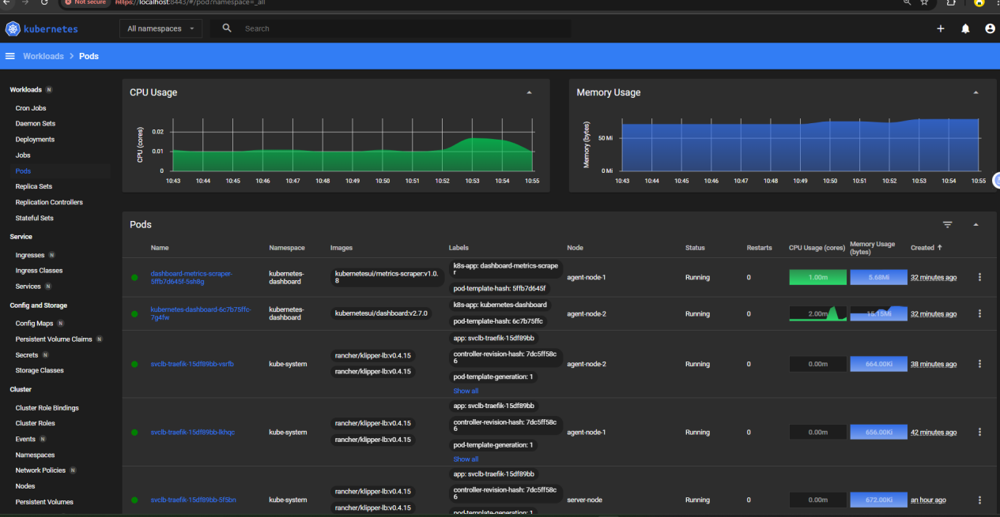 Not secure https://localhost:8443/#/pod?namespace=_all
kubernetes
All namespaces
Search
Workloads > Pods
Workloads N
Cron Jobs
Daemon Sets
Deployments
Jobs
Pods
Replica Sets
Replication Controllers
Stateful Sets
Service
Ingresses N
Ingress Classes
Services N
Config and Storage
Config Maps N
Persistent Volume Claims N
Secrets N
Storage Classes
Cluster
Cluster Role Bindings
Cluster Roles
Events N
Namespaces
Network Policies N
Nodes
Persistent Volumes
CPU Usage
CPU (cores)
0.02
0.01
0
10:43 10:44 10:45 10:46 10:47 10:48 10:49 10:50 10:51 10:52 10:53 10:54 10:55
Memory Usage
Memory (bytes)
50 Mi
0 Mi
10:43 10:44 10:45 10:46 10:47 10:48 10:49 10:50 10:51 10:52 10:53 10:54 10:55
Pods
Name Namespace Images Labels Node Status Restarts CPU Usage (cores) Memory Usage (bytes) Created ↑
dashboard-metrics-scraper-
5ffb7d645f-5sh8g
kubernetes-
dashboard
kubernetesui/metrics-scraper:v1.0.
8
k8s-app: dashboard-metrics-scrape
r
pod-template-hash: 5ffb7d645f
agent-node-1 Running 0 1.00m 5.68Mi 32 minutes ago
kubernetes-dashboard-6c7b75ffc-
7g4fw
kubernetes-
dashboard
kubernetesui/dashboard:v2.7.0
k8s-app: kubernetes-dashboard
pod-template-hash: 6c7b75ffc
agent-node-2 Running 0 2.00m 15.15Mi 32 minutes ago
svclb-traefik-15df89bb-vsrfb
kube-system
rancher/klipper-lb:v0.4.15
rancher/klipper-lb:v0.4.15
app: svclb-traefik-15df89bb
controller-revision-hash: 7dc5ff58c
6
pod-template-generation: 1
Show all
agent-node-2 Running 0 0.00m 664.00Ki 38 minutes ago
svclb-traefik-15df89bb-lkhqc
kube-system
rancher/klipper-lb:v0.4.15
rancher/klipper-lb:v0.4.15
app: svclb-traefik-15df89bb
controller-revision-hash: 7dc5ff58c
6
pod-template-generation: 1
Show all
agent-node-1 Running 0 0.00m 656.00Ki 42 minutes ago
svclb-traefik-15df89bb-5f5bn
kube-system
rancher/klipper-lb:v0.4.15
rancher/klipper-lb:v0.4.15
app: svclb-traefik-15df89bb
controller-revision-hash: 7dc5ff58c
6
pod-template-generation: 1
server-node Running 0 0.00m 672.00Ki an hour ago